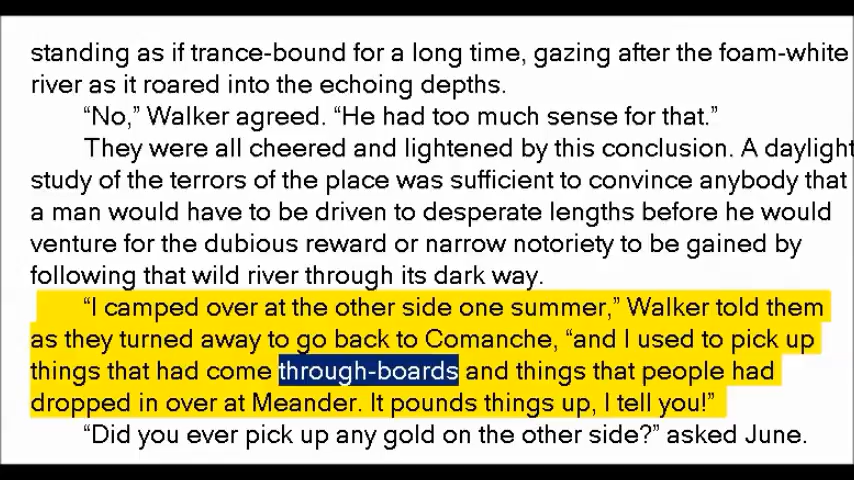 standing as if trance-bound for a long time, gazing after the foam-white
river as it roared into the echoing depths.
“No,” Walker agreed. “He had too much sense for that.”
They were all cheered and lightened by this conclusion. A daylight
study of the terrors of the place was sufficient to convince anybody that
a man would have to be driven to desperate lengths before he would
venture for the dubious reward or narrow notoriety to be gained by
following that wild river through its dark way.
“I camped over at the other side one summer,” Walker told them
as they turned away to go back to Comanche, “and I used to pick up
things that had come through-boards and things that people had
dropped in over at Meander. It pounds things up, I tell you!”
“Did you ever pick up any gold on the other side?” asked June.